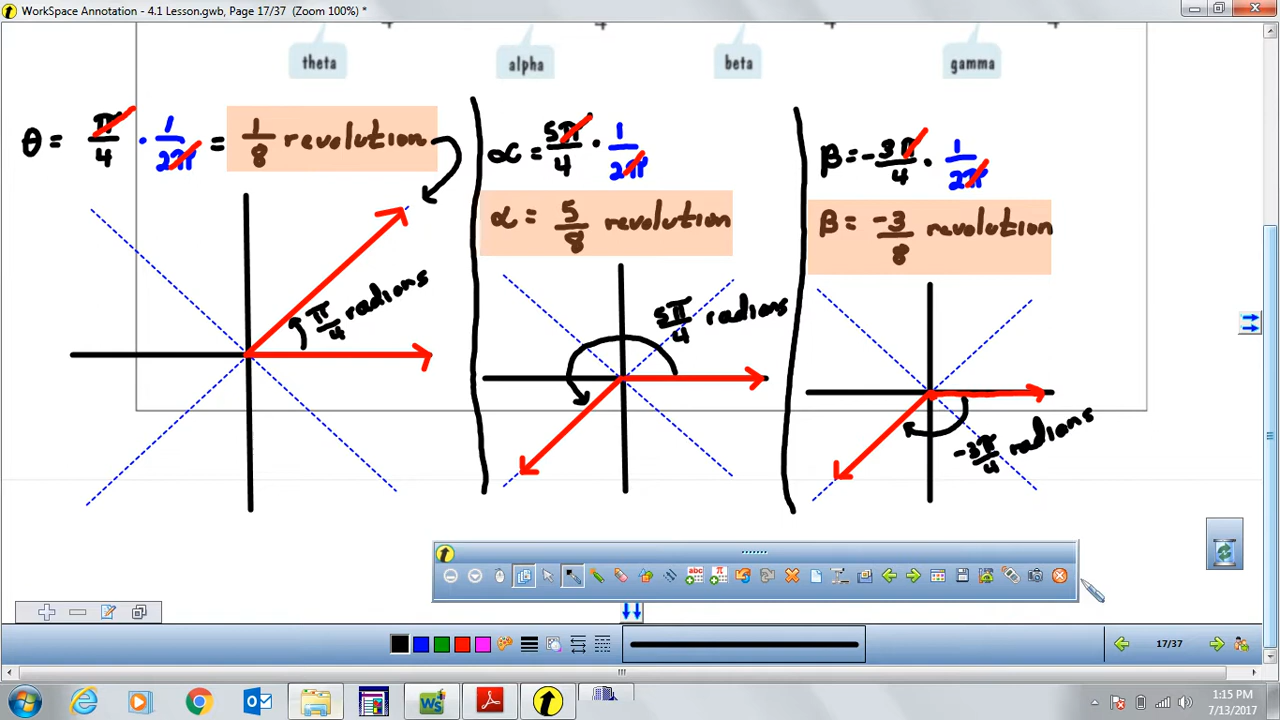 WorkSpace Annotation - 4.1 Lesson.gwb, Page 17/37 (Zoom 100%) *
theta
alpha
beta
gamma
θ = π/4 · 1/2π = 1/8 revolution
π/4 radians
α = 5π/4 · 1/2π
α = 5/8 revolution
5π/4 radians
β = -3π/4 · 1/2π
β = -3/8 revolution
-3π/4 radians
abc
π
17/37
1:15 PM
7/13/2017